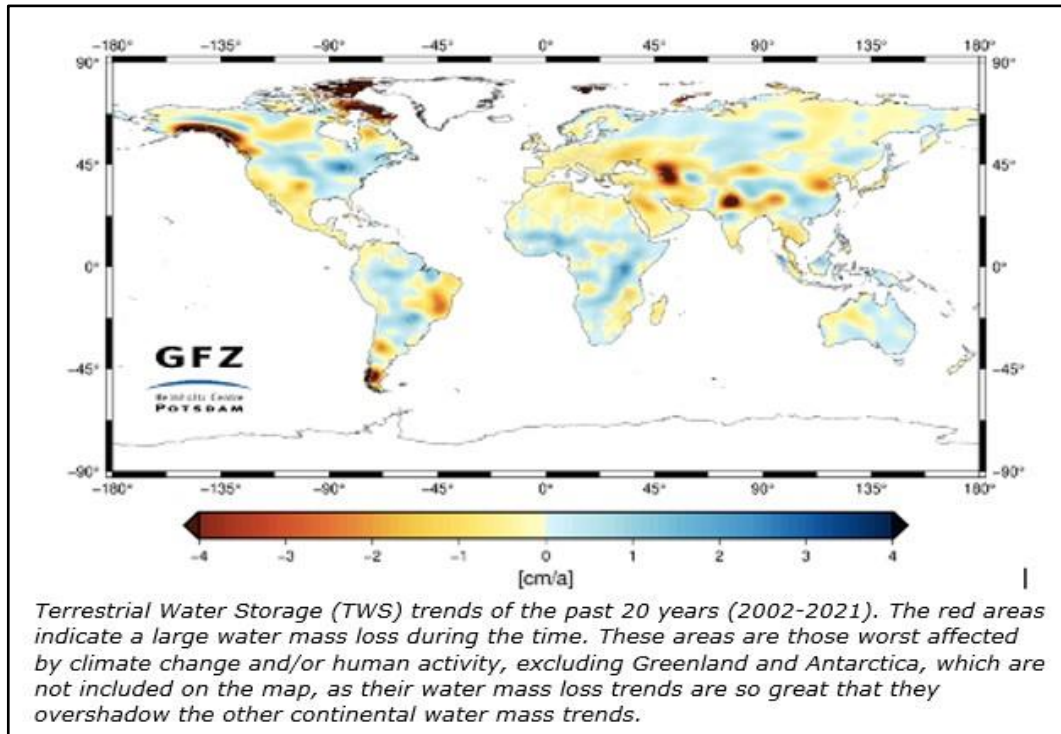 -180° -135° -90° -45° 0° 45° 90° 135° 180°
90° 90°
45° 45°
0° 0°
-45° -45°
-90° -90°
GFZ
Helmholtz Centre
POTSDAM
-180° -135° -90° -45° 0° 45° 90° 135° 180°
-4 -3 -2 -1 0 1 2 3 4
[cm/a]
Terrestrial Water Storage (TWS) trends of the past 20 years (2002-2021). The red areas
indicate a large water mass loss during the time. These areas are those worst affected
by climate change and/or human activity, excluding Greenland and Antarctica, which are
not included on the map, as their water mass loss trends are so great that they
overshadow the other continental water mass trends.